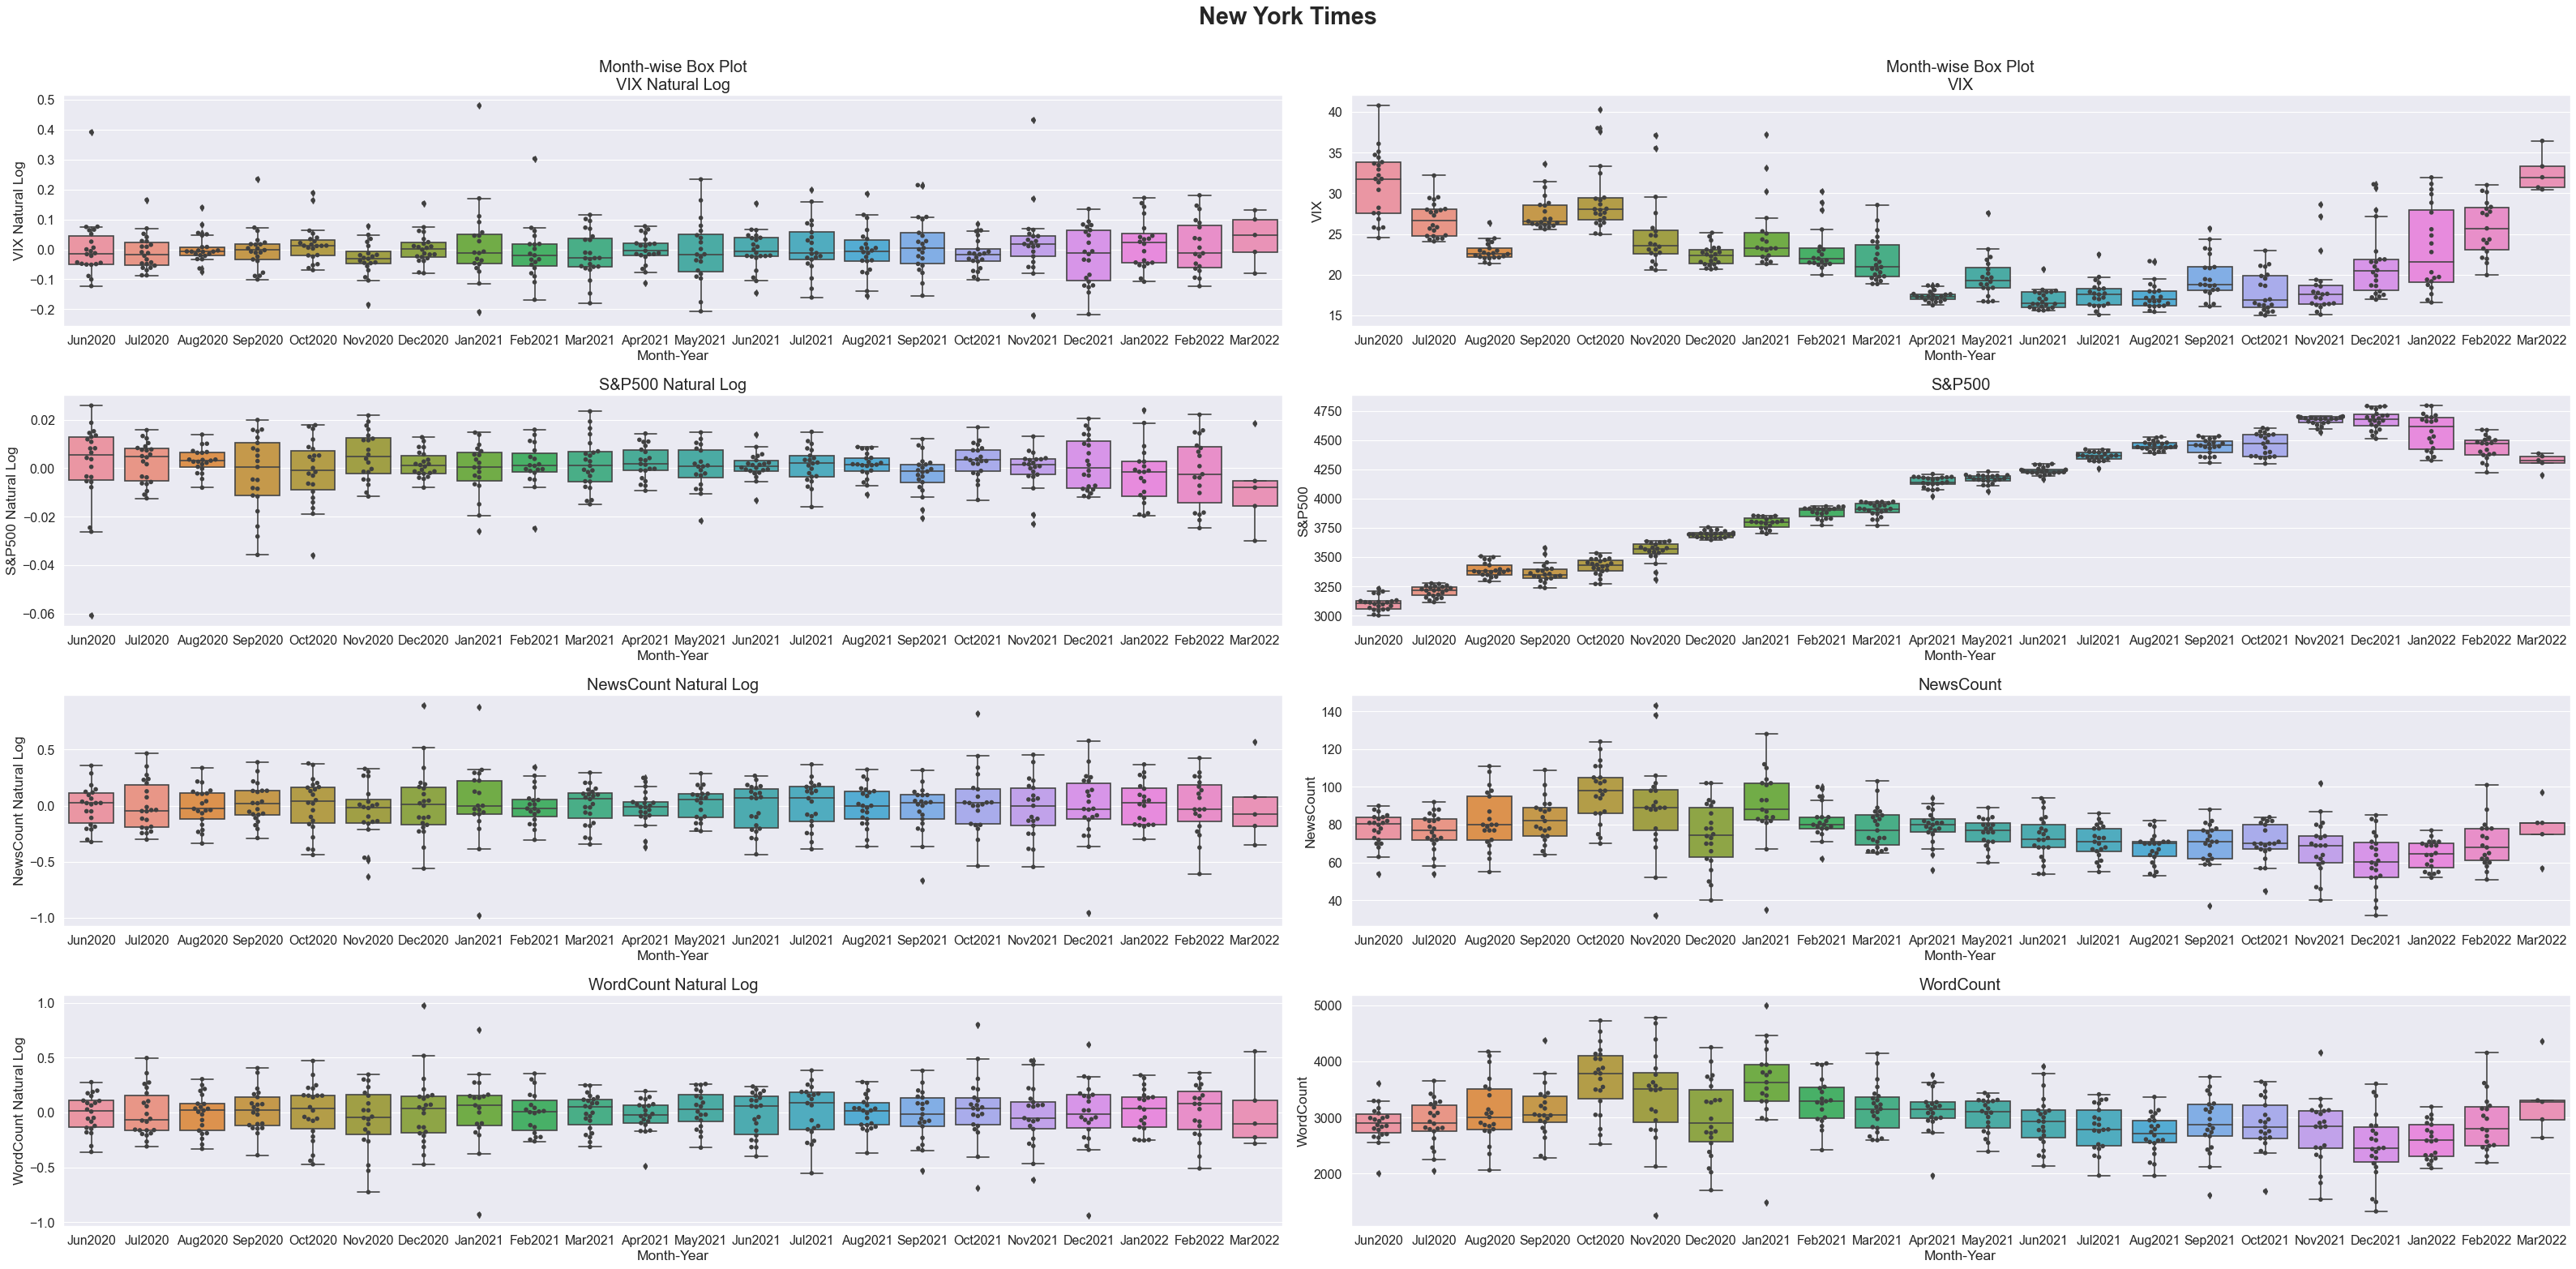 New York Times
Month-wise Box Plot
VIX Natural Log
VIX Natural Log
0.5
0.4
0.3
0.2
0.1
0.0
−0.1
−0.2
Jun2020 Jul2020 Aug2020 Sep2020 Oct2020 Nov2020 Dec2020 Jan2021 Feb2021 Mar2021 Apr2021 May2021 Jun2021 Jul2021 Aug2021 Sep2021 Oct2021 Nov2021 Dec2021 Jan2022 Feb2022 Mar2022
Month-Year
Month-wise Box Plot
VIX
VIX
40
35
30
25
20
15
Jun2020 Jul2020 Aug2020 Sep2020 Oct2020 Nov2020 Dec2020 Jan2021 Feb2021 Mar2021 Apr2021 May2021 Jun2021 Jul2021 Aug2021 Sep2021 Oct2021 Nov2021 Dec2021 Jan2022 Feb2022 Mar2022
Month-Year
S&P500 Natural Log
S&P500 Natural Log
0.02
0.00
−0.02
−0.04
−0.06
Jun2020 Jul2020 Aug2020 Sep2020 Oct2020 Nov2020 Dec2020 Jan2021 Feb2021 Mar2021 Apr2021 May2021 Jun2021 Jul2021 Aug2021 Sep2021 Oct2021 Nov2021 Dec2021 Jan2022 Feb2022 Mar2022
Month-Year
S&P500
S&P500
4750
4500
4250
4000
3750
3500
3250
3000
Jun2020 Jul2020 Aug2020 Sep2020 Oct2020 Nov2020 Dec2020 Jan2021 Feb2021 Mar2021 Apr2021 May2021 Jun2021 Jul2021 Aug2021 Sep2021 Oct2021 Nov2021 Dec2021 Jan2022 Feb2022 Mar2022
Month-Year
NewsCount Natural Log
NewsCount Natural Log
0.5
0.0
−0.5
−1.0
Jun2020 Jul2020 Aug2020 Sep2020 Oct2020 Nov2020 Dec2020 Jan2021 Feb2021 Mar2021 Apr2021 May2021 Jun2021 Jul2021 Aug2021 Sep2021 Oct2021 Nov2021 Dec2021 Jan2022 Feb2022 Mar2022
Month-Year
NewsCount
NewsCount
140
120
100
80
60
40
Jun2020 Jul2020 Aug2020 Sep2020 Oct2020 Nov2020 Dec2020 Jan2021 Feb2021 Mar2021 Apr2021 May2021 Jun2021 Jul2021 Aug2021 Sep2021 Oct2021 Nov2021 Dec2021 Jan2022 Feb2022 Mar2022
Month-Year
WordCount Natural Log
WordCount Natural Log
1.0
0.5
0.0
−0.5
−1.0
Jun2020 Jul2020 Aug2020 Sep2020 Oct2020 Nov2020 Dec2020 Jan2021 Feb2021 Mar2021 Apr2021 May2021 Jun2021 Jul2021 Aug2021 Sep2021 Oct2021 Nov2021 Dec2021 Jan2022 Feb2022 Mar2022
Month-Year
WordCount
WordCount
5000
4000
3000
2000
Jun2020 Jul2020 Aug2020 Sep2020 Oct2020 Nov2020 Dec2020 Jan2021 Feb2021 Mar2021 Apr2021 May2021 Jun2021 Jul2021 Aug2021 Sep2021 Oct2021 Nov2021 Dec2021 Jan2022 Feb2022 Mar2022
Month-Year